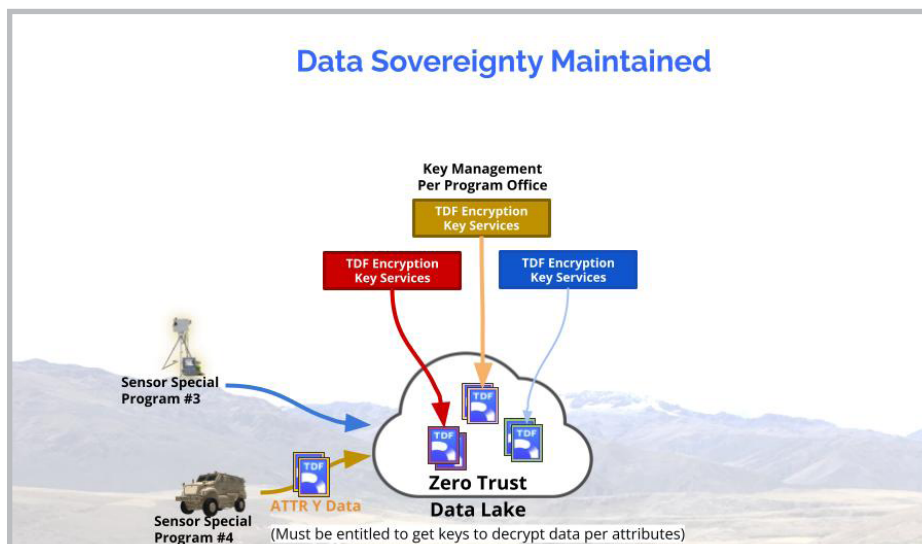 Data Sovereignty Maintained
Key Management
Per Program Office
TDF Encryption
Key Services
TDF Encryption
Key Services
TDF Encryption
Key Services
Sensor Special
Program #3
TDF
TDF
TDF
TDF
ATTR Y Data
Sensor Special
Program #4
Zero Trust
Data Lake
(Must be entitled to get keys to decrypt data per attributes)